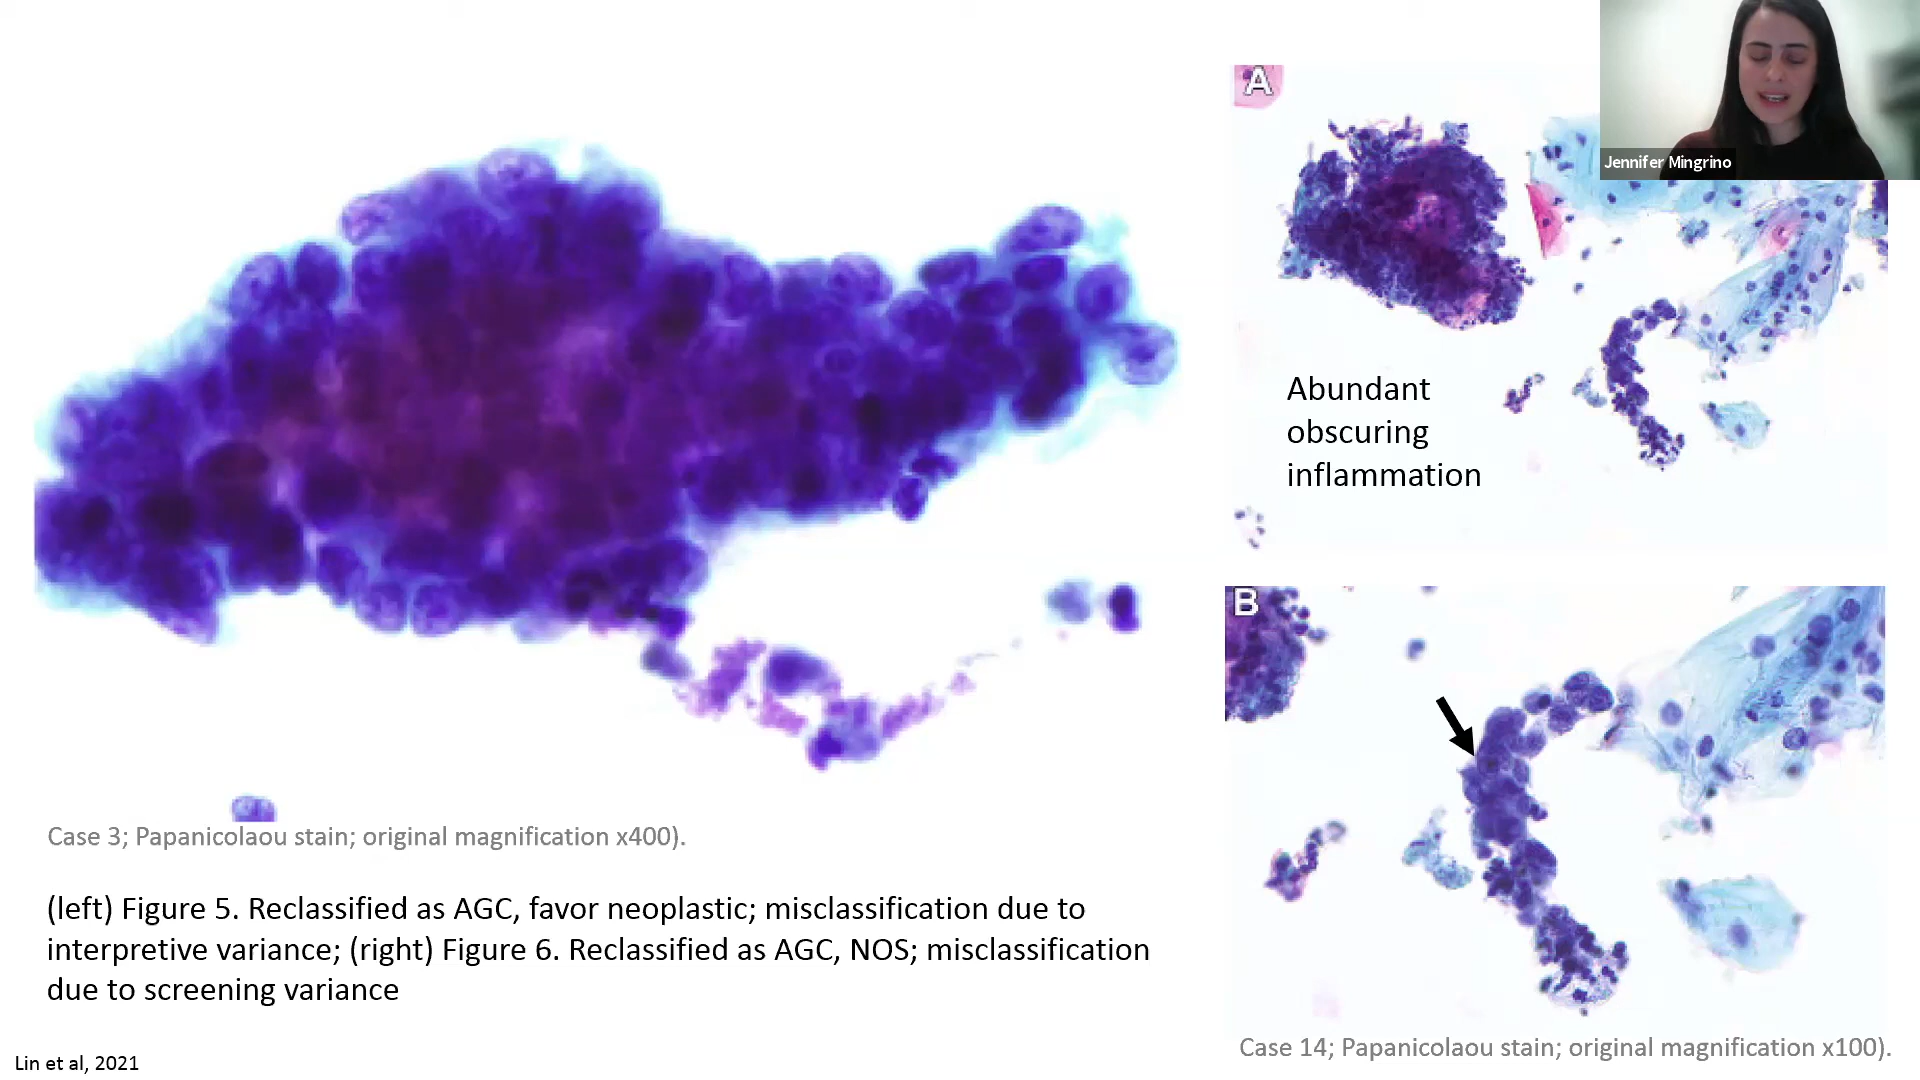 A
Jennifer Mingrino
Abundant
obscuring
inflammation
B
Case 3; Papanicolaou stain; original magnification x400).
(left) Figure 5. Reclassified as AGC, favor neoplastic; misclassification due to
interpretive variance; (right) Figure 6. Reclassified as AGC, NOS; misclassification
due to screening variance
Case 14; Papanicolaou stain; original magnification x100).
Lin et al, 2021